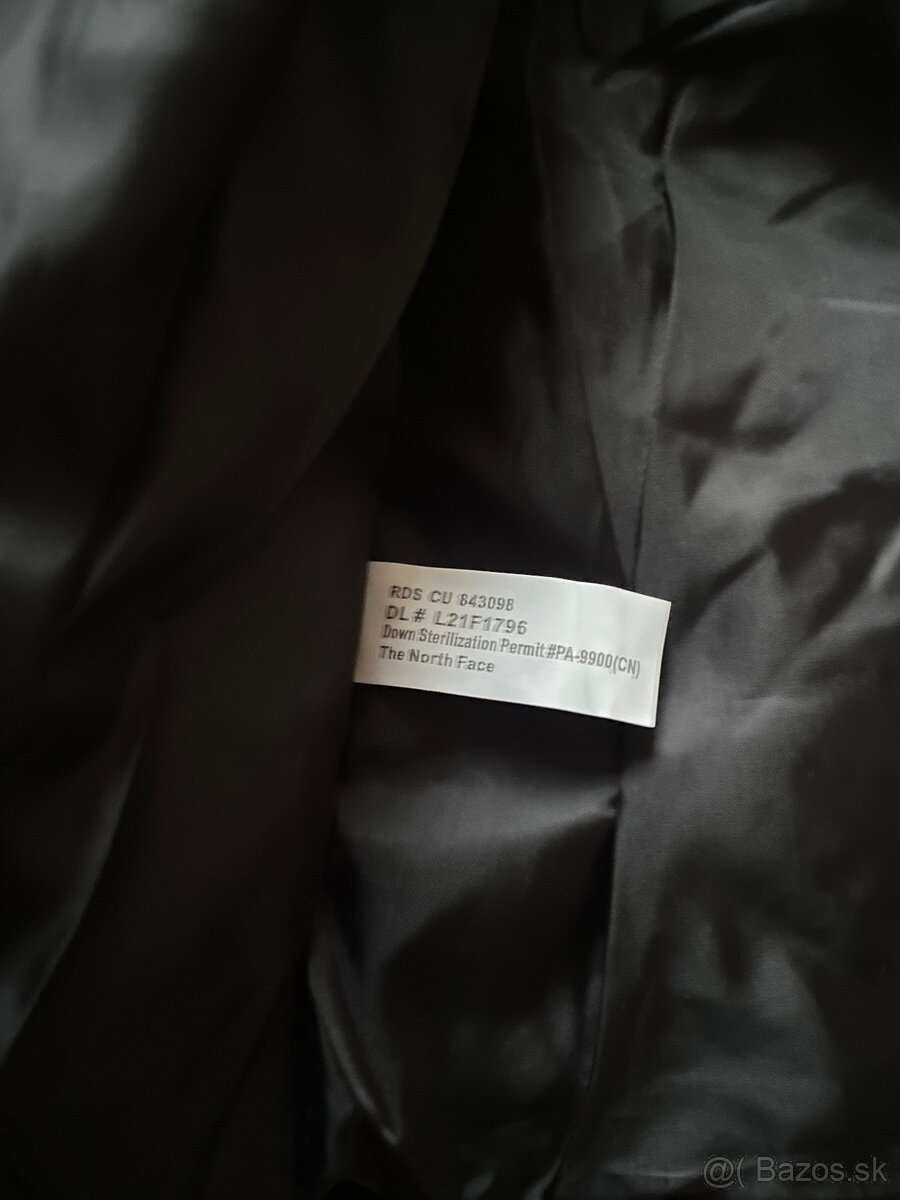 RDS CU 843098
DL# L21F1796
Down Sterilization Permit#PA-9900(CN)
The North Face
@( Bazos.sk